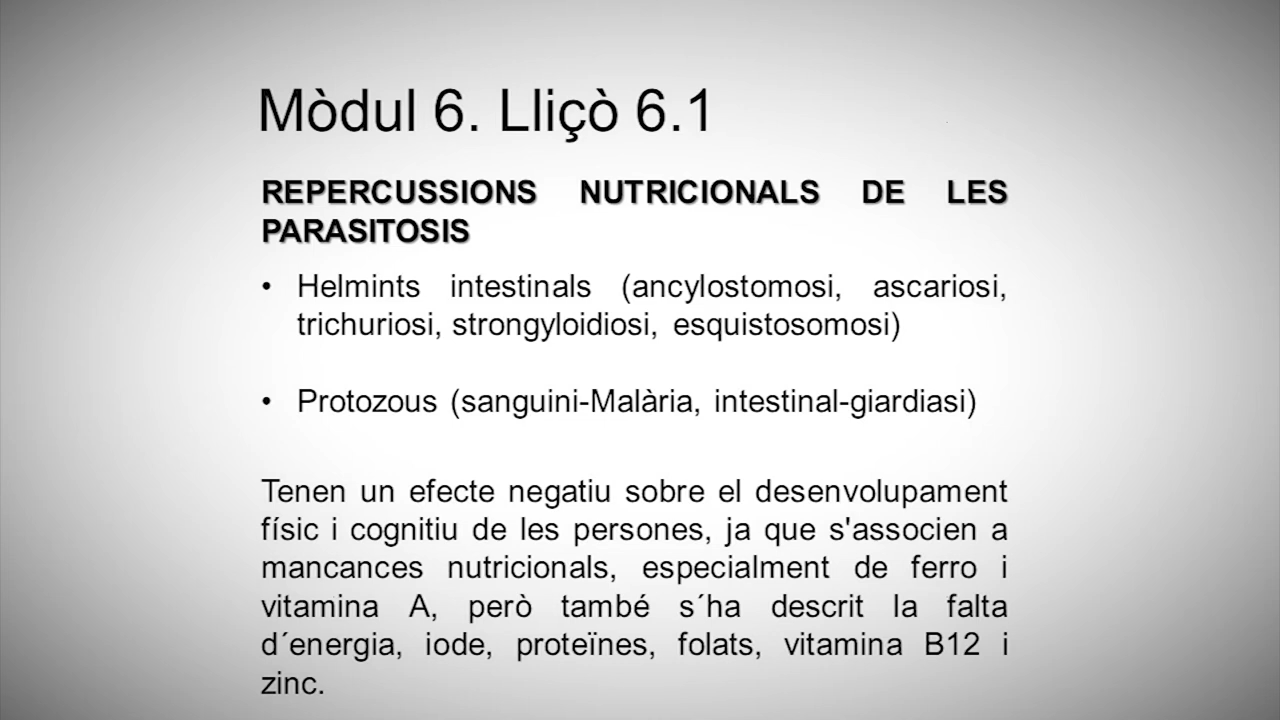 Mòdul 6. Lliçò 6.1
REPERCUSSIONS NUTRICIONALS DE LES
PARASITOSIS
• Helmints intestinals (ancylostomosi, ascariosi,
trichuriosi, strongyloidiosi, esquistosomosi)
• Protozous (sanguini-Malària, intestinal-giardiasi)
Tenen un efecte negatiu sobre el desenvolupament
físic i cognitiu de les persones, ja que s'associen a
mancances nutricionals, especialment de ferro i
vitamina A, però també s´ha descrit la falta
d´energia, iode, proteïnes, folats, vitamina B12 i
zinc.